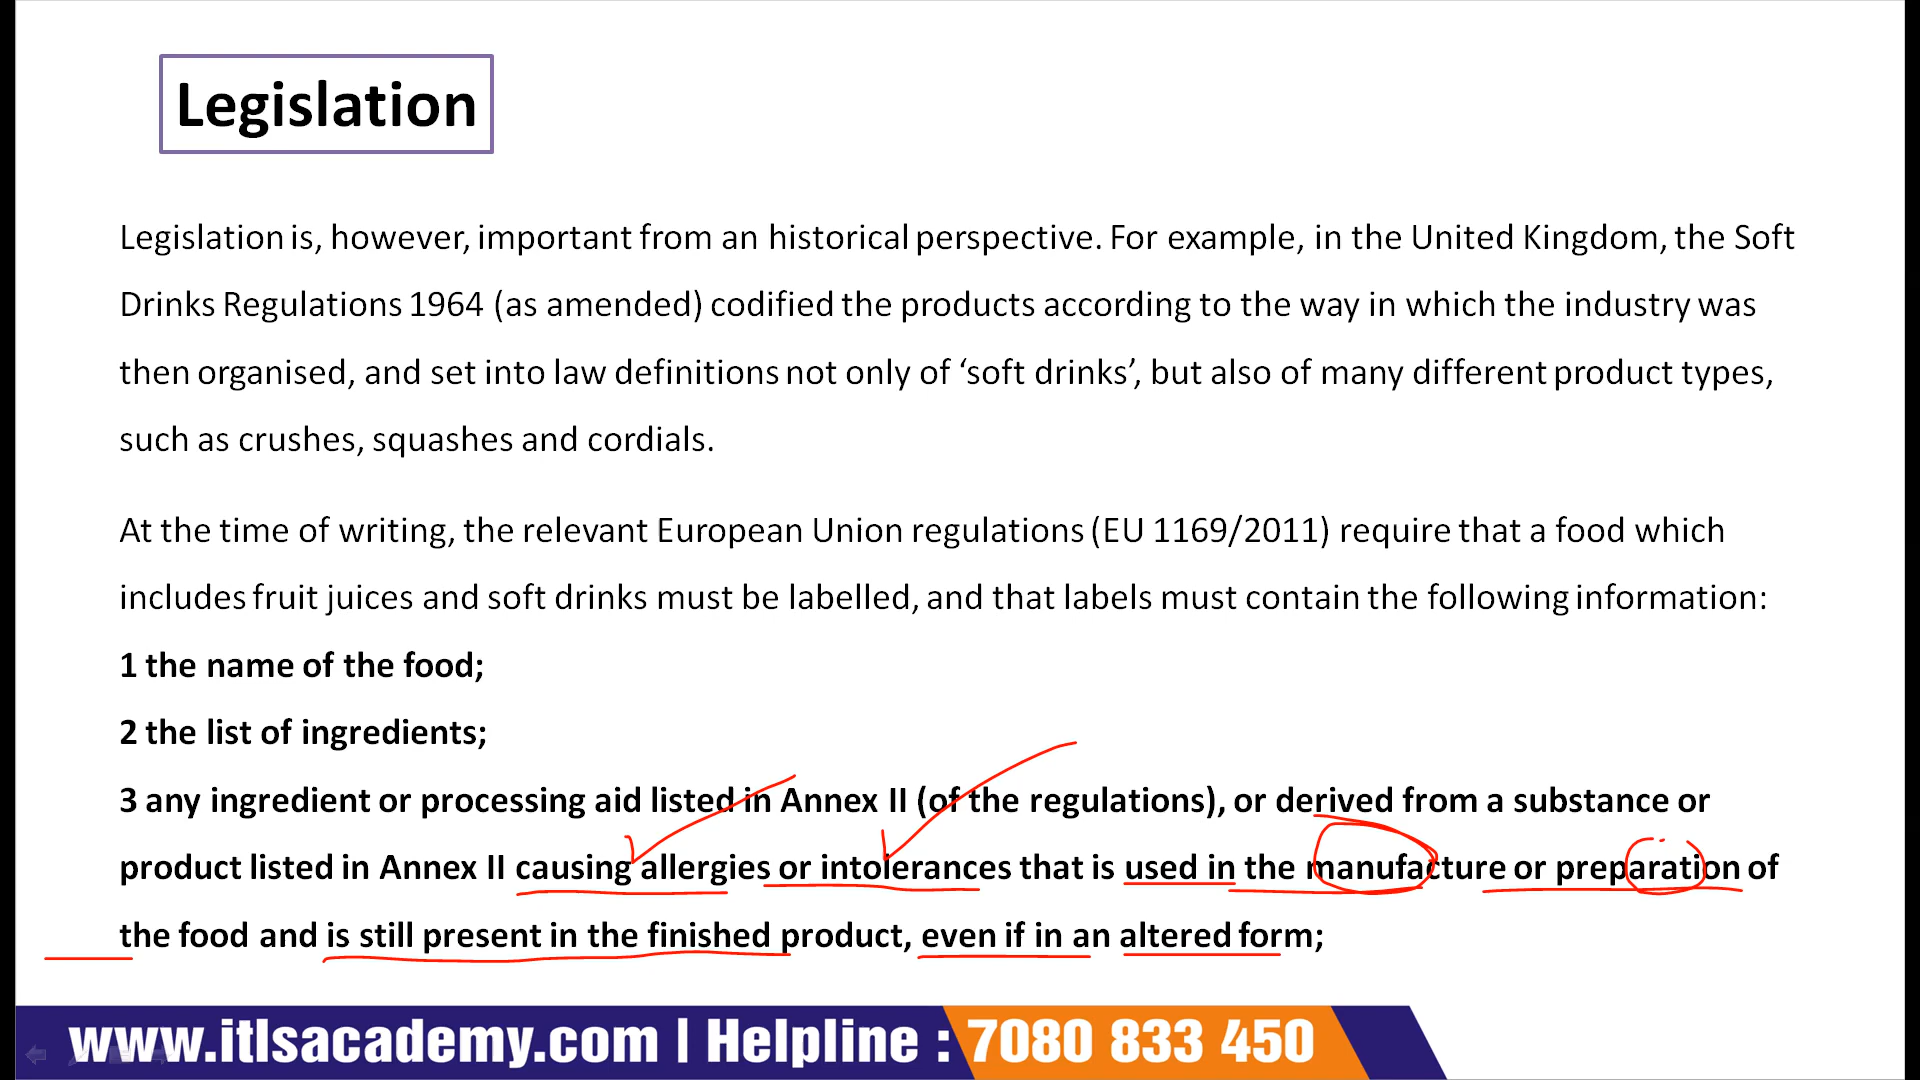 Legislation
Legislation is, however, important from an historical perspective. For example, in the United Kingdom, the Soft
Drinks Regulations 1964 (as amended) codified the products according to the way in which the industry was
then organised, and set into law definitions not only of ‘soft drinks’, but also of many different product types,
such as crushes, squashes and cordials.
At the time of writing, the relevant European Union regulations (EU 1169/2011) require that a food which
includes fruit juices and soft drinks must be labelled, and that labels must contain the following information:
1 the name of the food;
2 the list of ingredients;
3 any ingredient or processing aid listed in Annex II (of the regulations), or derived from a substance or
product listed in Annex II causing allergies or intolerances that is used in the manufacture or preparation of
the food and is still present in the finished product, even if in an altered form;
www.itlsacademy.com | Helpline : 7080 833 450